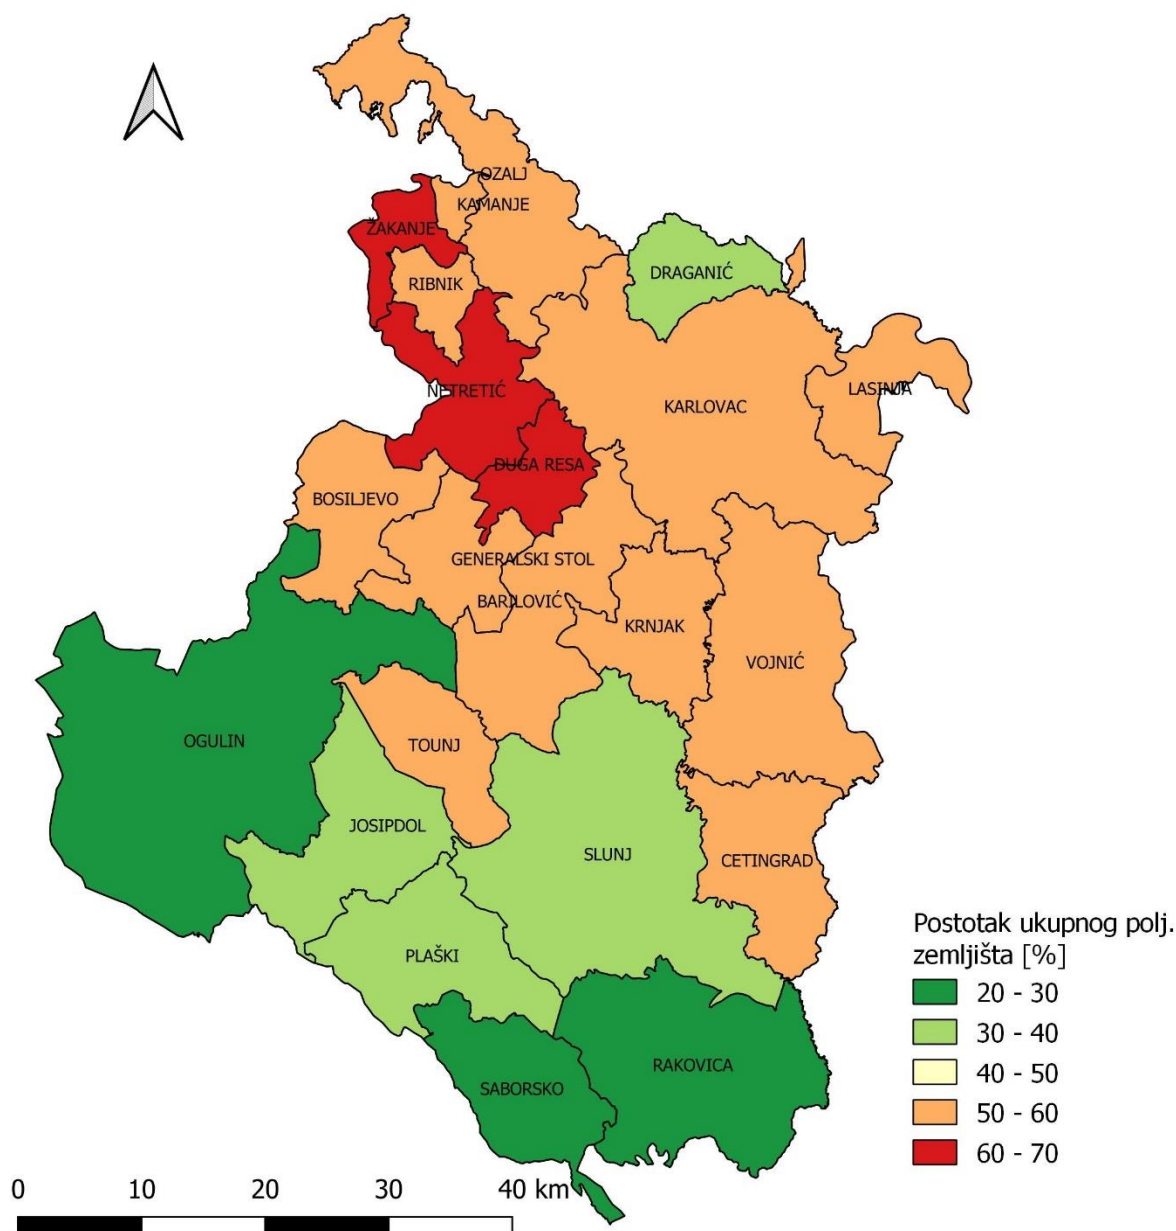 OZALJ
KAMANJE
ŽAKANJE
RIBNIK
DRAGANIĆ
NETRETIĆ
KARLOVAC
LASINJA
DUGA RESA
BOSILJEVO
GENERALSKI STOL
BARILOVIĆ
KRNJAK
VOJNIĆ
OGULIN
TOUNJ
JOSIPDOL
SLUNJ
CETINGRAD
PLAŠKI
RAKOVICA
SABORSKO
Postotak ukupnog polj.
zemljišta [%]
20 - 30
30 - 40
40 - 50
50 - 60
60 - 70
0 10 20 30 40 km